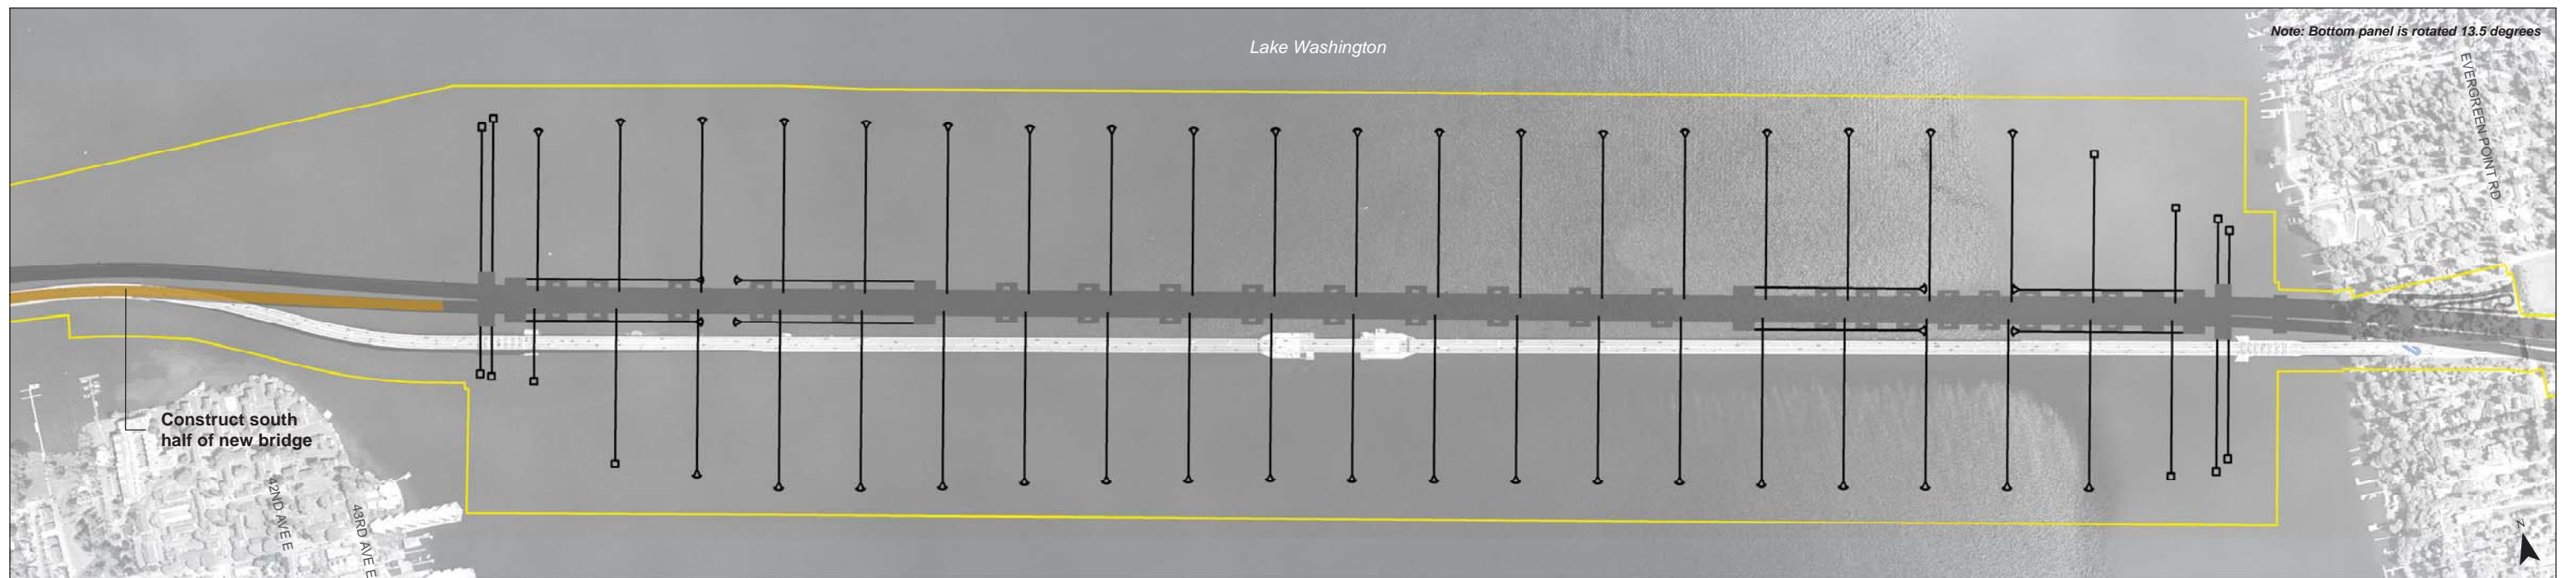 Lake Washington
Note: Bottom panel is rotated 13.5 degrees
EVERGREEN POINT RD
Construct south
half of new bridge
42ND AVE E
43RD AVE E
N